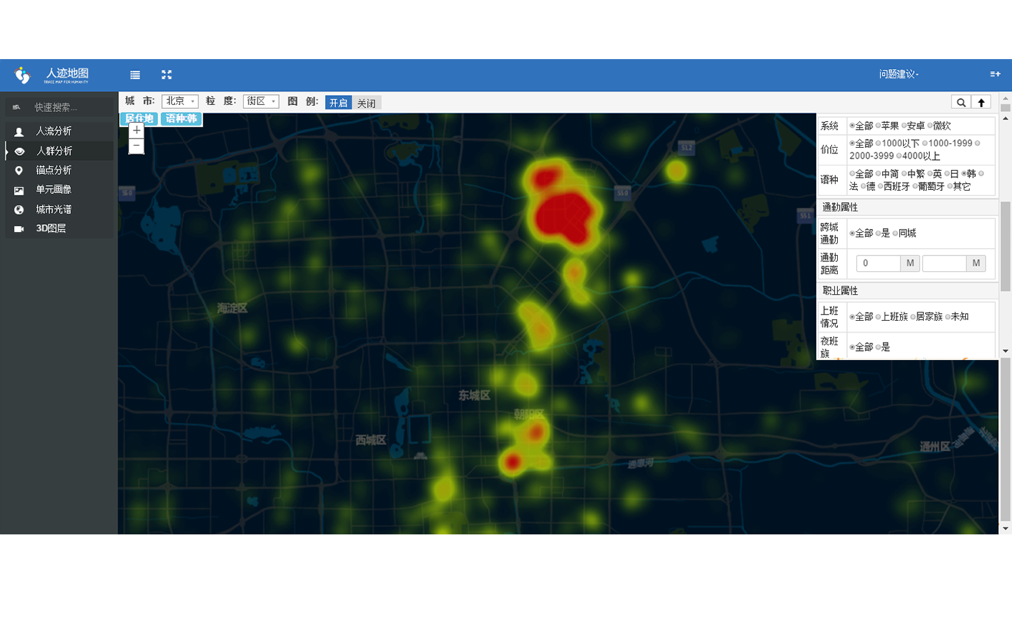 人迹地图
问题建议
城 市: 北京 粒 度: 街区 图 例: 开启 关闭
快速搜索...
人流分析
人群分析
锚点分析
单元画像
城市光谱
3D图层
居住地 语种:韩
+
−
海淀区
东城区
朝阳区
西城区
通惠河
通州区
系统 全部 苹果 安卓 微软
价位 全部 1000以下 1000-1999
2000-3999 4000以上
语种 全部 中简 中繁 英 日 韩
法 德 西班牙 葡萄牙 其它
通勤属性
跨城通勤 全部 是 同城
通勤距离 0 M M
职业属性
上班情况 全部 上班族 居家族 未知
夜班族 全部 是